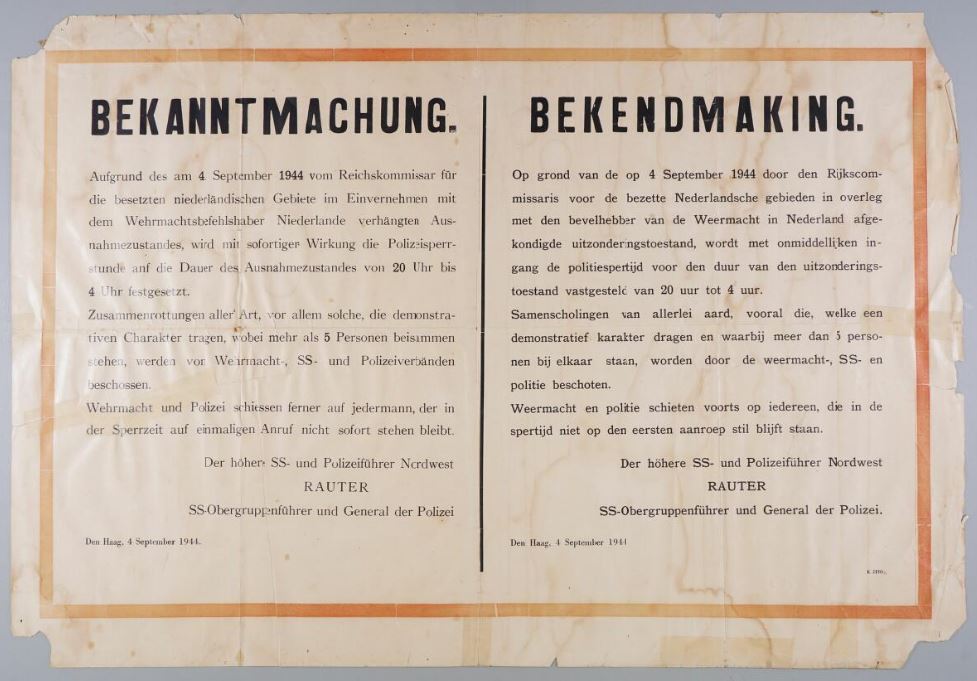 BEKANNTMACHUNG.
Aufgrund des am 4 September 1944 vom Reichskommissar für
die besetzten niederländischen Gebiete im Einvernehmen mit
dem Wehrmachtsbefehlshaber Niederlande verhängten Aus-
nahmezustandes, wird mit sofortiger Wirkung die Polizeisperr-
stunde auf die Dauer des Ausnahmezustandes von 20 Uhr bis
4 Uhr festgesetzt.
Zusammenrottungen aller Art, vor allem solche, die demonstra-
tiven Charakter tragen, wobei mehr als 5 Personen beisammen
stehen, werden von Wehrmacht-, SS- und Polizeiverbänden
beschossen.
Wehrmacht und Polizei schiessen ferner auf jedermann, der in
der Sperrzeit auf einmaligen Anruf nicht sofort stehen bleibt.
Der höhere SS- und Polizeiführer Nordwest
RAUTER
SS-Obergruppenführer und General der Polizei
Den Haag, 4 September 1944.
BEKENDMAKING.
Op grond van de op 4 September 1944 door den Rijkscom-
missaris voor de bezette Nederlandsche gebieden in overleg
met den bevelhebber van de Weermacht in Nederland afge-
kondigde uitzonderingstoestand, wordt met onmiddellijken in-
gang de politiespertijd voor den duur van den uitzonderings-
toestand vastgesteld van 20 uur tot 4 uur.
Samenscholingen van allerlei aard, vooral die, welke een
demonstratief karakter dragen en waarbij meer dan 5 perso-
nen bij elkaar staan, worden door de weermacht-, SS- en
politie beschoten.
Weermacht en politie schieten voorts op iedereen, die in de
spertijd niet op den eersten aanroep stil blijft staan.
Der höhere SS- und Polizeiführer Nordwest
RAUTER
SS-Obergruppenführer und General der Polizei.
Den Haag, 4 September 1944